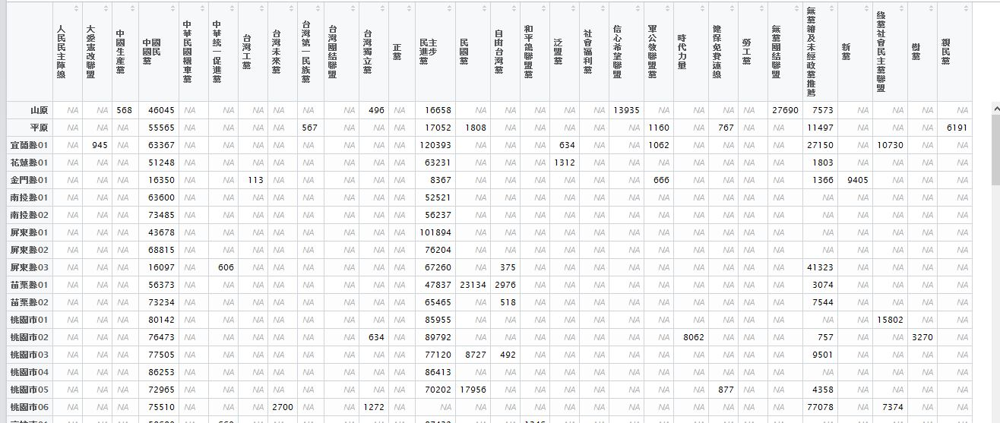 人民民主陣線 大愛憲改聯盟 中國生產黨 中國國民黨 中華民國機車黨 中華統一促進黨 台灣工黨 台灣未來黨 台灣第一民族黨 台灣團結聯盟 台灣獨立黨 正黨 民主進步黨 民國黨 自由台灣黨 和平鴿聯盟黨 泛盟黨 社會福利黨 信心希望聯盟 軍公教聯盟黨 時代力量 健保免費連線 勞工黨 無黨團結聯盟 無黨籍及未經政黨推薦 新黨 綠黨社會民主黨聯盟 樹黨 親民黨
山原 NA NA 568 46045 NA NA NA NA NA NA 496 NA 16658 NA NA NA NA NA 13935 NA NA NA NA 27690 7573 NA NA NA NA
平原 NA NA NA 55565 NA NA NA NA 567 NA NA NA 17052 1808 NA NA NA NA NA 1160 NA 767 NA NA 11497 NA NA NA 6191
宜蘭縣01 NA 945 NA 63367 NA NA NA NA NA NA NA NA 120393 NA NA NA 634 NA NA 1062 NA NA NA NA 27150 NA 10730 NA NA
花蓮縣01 NA NA NA 51248 NA NA NA NA NA NA NA NA 63231 NA NA NA 1312 NA NA NA NA NA NA NA 1803 NA NA NA NA
金門縣01 NA NA NA 16350 NA NA 113 NA NA NA NA NA 8367 NA NA NA NA NA NA 666 NA NA NA NA 1366 9405 NA NA NA
南投縣01 NA NA NA 63600 NA NA NA NA NA NA NA NA 52521 NA NA NA NA NA NA NA NA NA NA NA NA NA NA NA NA
南投縣02 NA NA NA 73485 NA NA NA NA NA NA NA NA 56237 NA NA NA NA NA NA NA NA NA NA NA NA NA NA NA NA
屏東縣01 NA NA NA 43678 NA NA NA NA NA NA NA NA 101894 NA NA NA NA NA NA NA NA NA NA NA NA NA NA NA NA
屏東縣02 NA NA NA 68815 NA NA NA NA NA NA NA NA 76204 NA NA NA NA NA NA NA NA NA NA NA NA NA NA NA NA
屏東縣03 NA NA NA 16097 NA 606 NA NA NA NA NA NA 67260 NA 375 NA NA NA NA NA NA NA NA NA 41323 NA NA NA NA
苗栗縣01 NA NA NA 56373 NA NA NA NA NA NA NA NA 47837 23134 2976 NA NA NA NA NA NA NA NA NA 3074 NA NA NA NA
苗栗縣02 NA NA NA 73234 NA NA NA NA NA NA NA NA 65465 NA 518 NA NA NA NA NA NA NA NA NA 7544 NA NA NA NA
桃園市01 NA NA NA 80142 NA NA NA NA NA NA NA NA 85955 NA NA NA NA NA NA NA NA NA NA NA NA NA 15802 NA NA
桃園市02 NA NA NA 76473 NA NA NA NA NA NA 634 NA 89792 NA NA NA NA NA NA NA 8062 NA NA NA 757 NA NA 3270 NA
桃園市03 NA NA NA 77505 NA NA NA NA NA NA NA NA 77120 8727 492 NA NA NA NA NA NA NA NA NA 9501 NA NA NA NA
桃園市04 NA NA NA 86253 NA NA NA NA NA NA NA NA 86413 NA NA NA NA NA NA NA NA NA NA NA NA NA NA NA NA
桃園市05 NA NA NA 72965 NA NA NA NA NA NA NA NA 70202 17956 NA NA NA NA NA NA NA 877 NA NA 4358 NA NA NA NA
桃園市06 NA NA NA 75510 NA NA NA 2700 NA NA 1272 NA NA NA NA NA NA NA NA NA NA NA NA NA 77078 NA 7374 NA NA